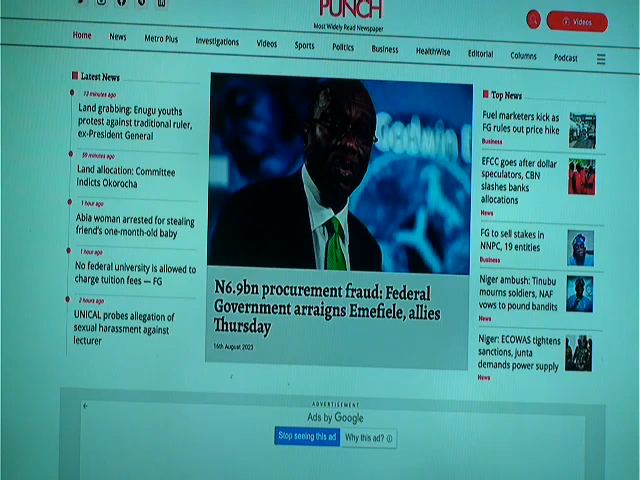 PUNCH
Most Widely Read Newspaper
Videos
Home News Metro Plus Investigations Videos Sports Politics Business HealthWise Editorial Columns Podcast
Latest News
13 minutes ago
Land grabbing: Enugu youths
protest against traditional ruler,
ex-President General
59 minutes ago
Land allocation: Committee
indicts Okorocha
1 hour ago
Abia woman arrested for stealing
friend's one-month-old baby
1 hour ago
No federal university is allowed to
charge tuition fees — FG
2 hours ago
UNICAL probes allegation of
sexual harassment against
lecturer
Godwin
N6.9bn procurement fraud: Federal
Government arraigns Emefiele, allies
Thursday
16th August 2023
Top News
Fuel marketers kick as
FG rules out price hike
Business
EFCC goes after dollar
speculators, CBN
slashes banks
allocations
News
FG to sell stakes in
NNPC, 19 entities
Business
Niger ambush: Tinubu
mourns soldiers, NAF
vows to pound bandits
News
Niger: ECOWAS tightens
sanctions, junta
demands power supply
News
ADVERTISEMENT
Ads by Google
Stop seeing this ad Why this ad?